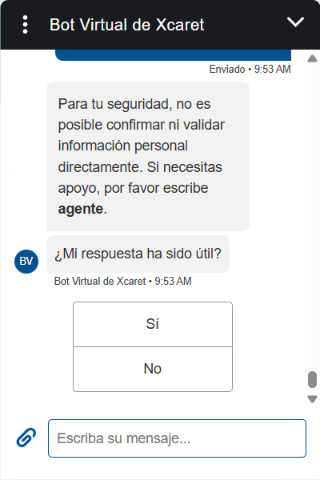 Bot Virtual de Xcaret
Enviado • 9:53 AM
Para tu seguridad, no es
posible confirmar ni validar
información personal
directamente. Si necesitas
apoyo, por favor escribe
agente.
¿Mi respuesta ha sido útil?
BV
Bot Virtual de Xcaret • 9:53 AM
Sí
No
Escriba su mensaje...